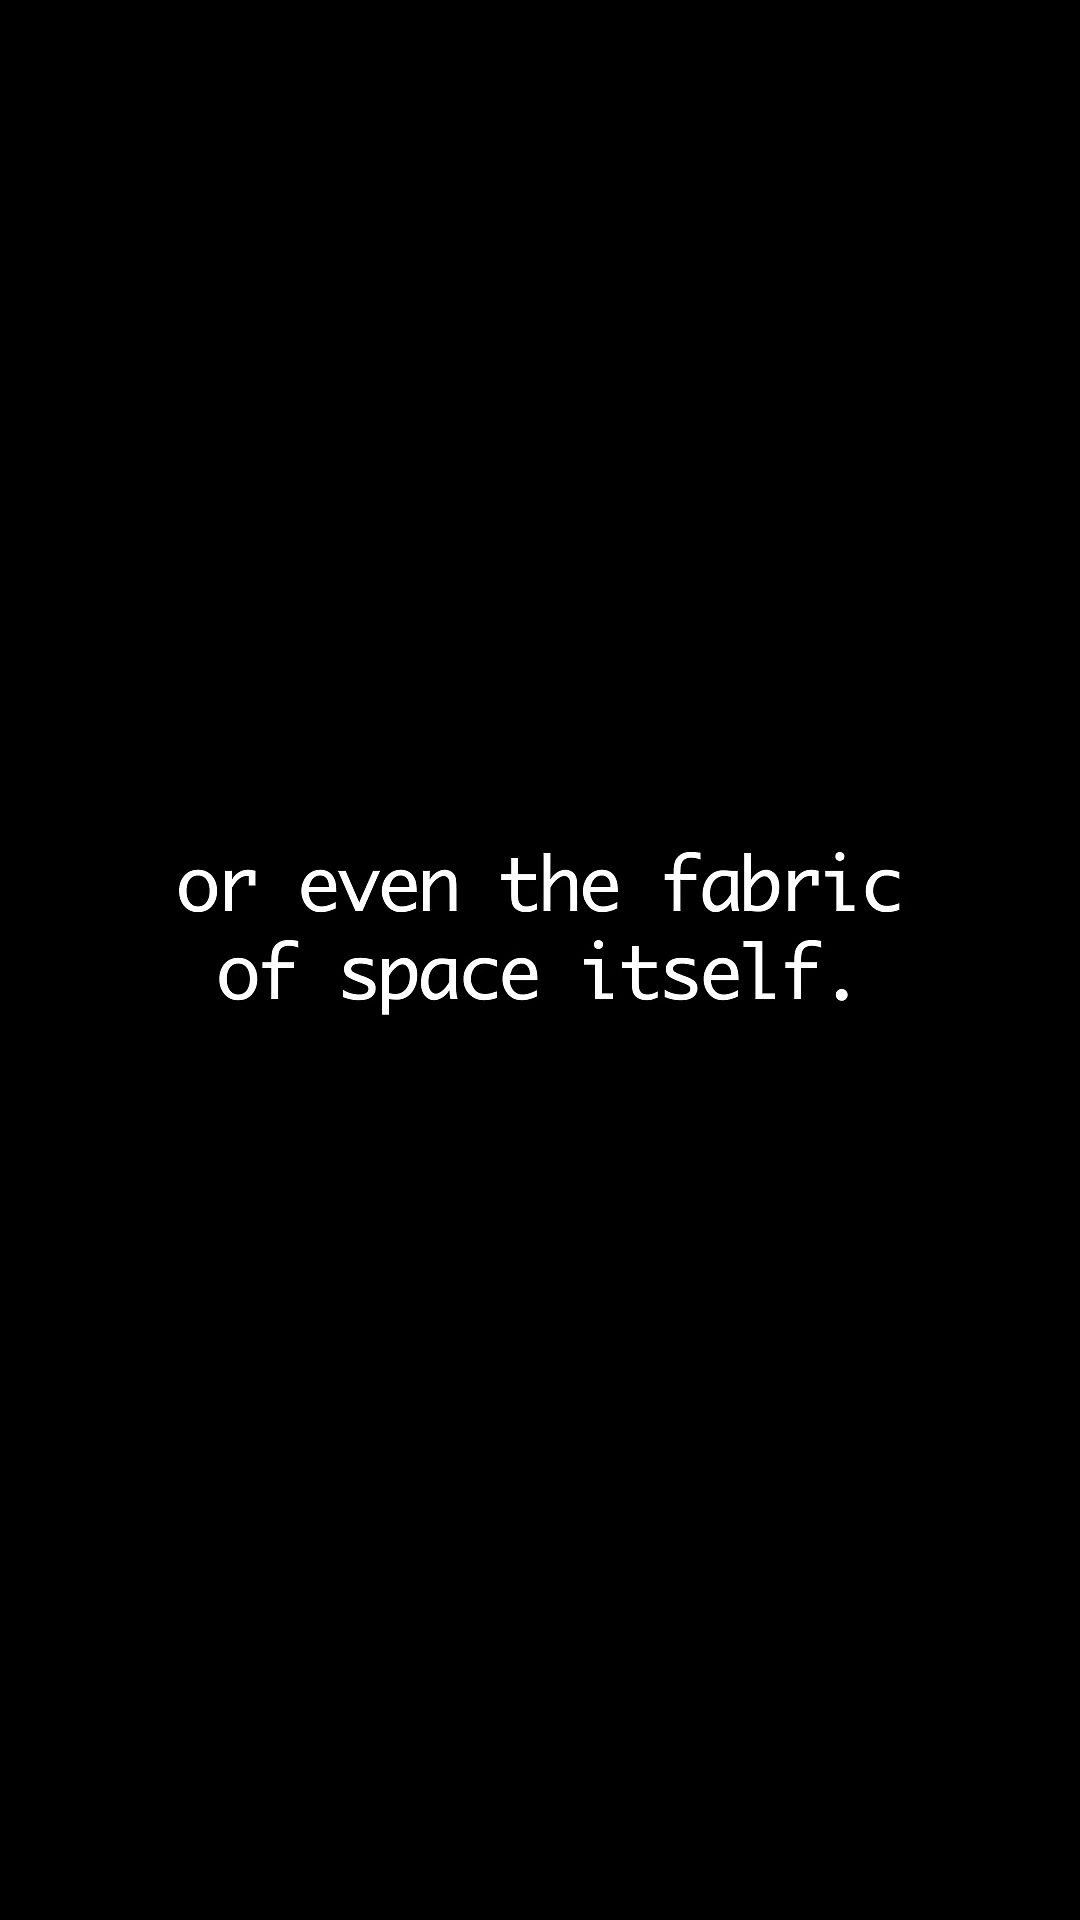 or even the fabric
of space itself.